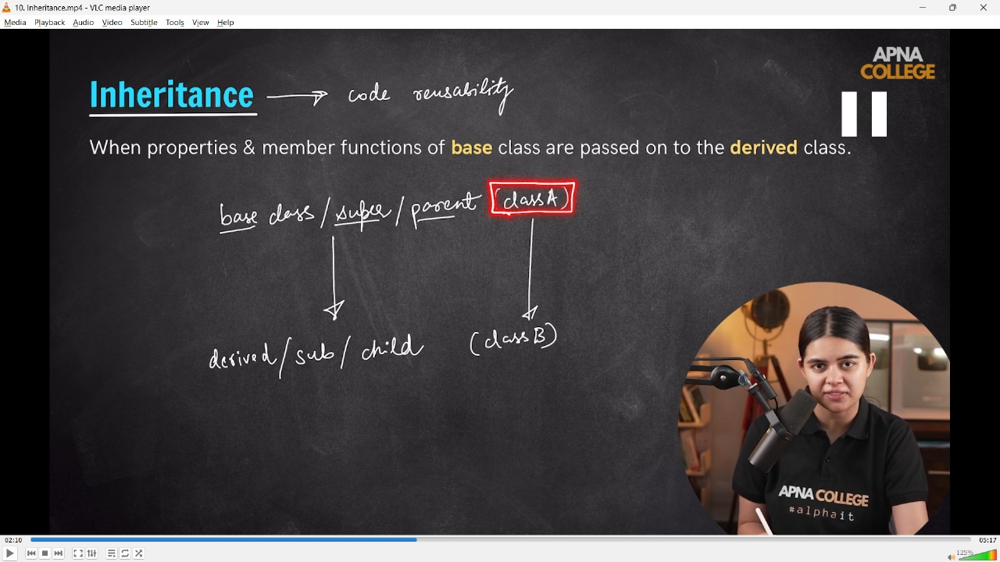 10. Inheritance.mp4 - VLC media player
Media Playback Audio Video Subtitle Tools View Help
APNA
COLLEGE
Inheritance → code reusability
When properties & member functions of base class are passed on to the derived class.
base class / super / parent (class A)
derived / sub / child (class B)
APNA COLLEGE
#alphait
02:10 05:17
125%